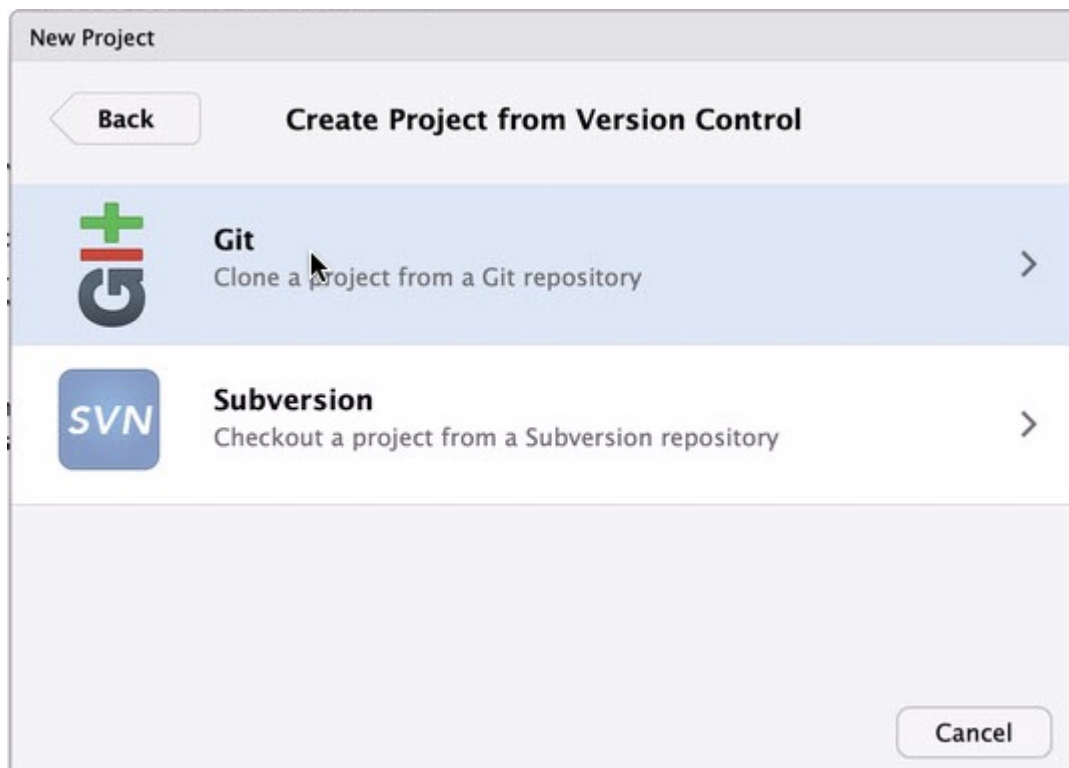 New Project
Back
Create Project from Version Control
Git
Git
Clone a project from a Git repository
SVN
Subversion
Checkout a project from a Subversion repository
Cancel